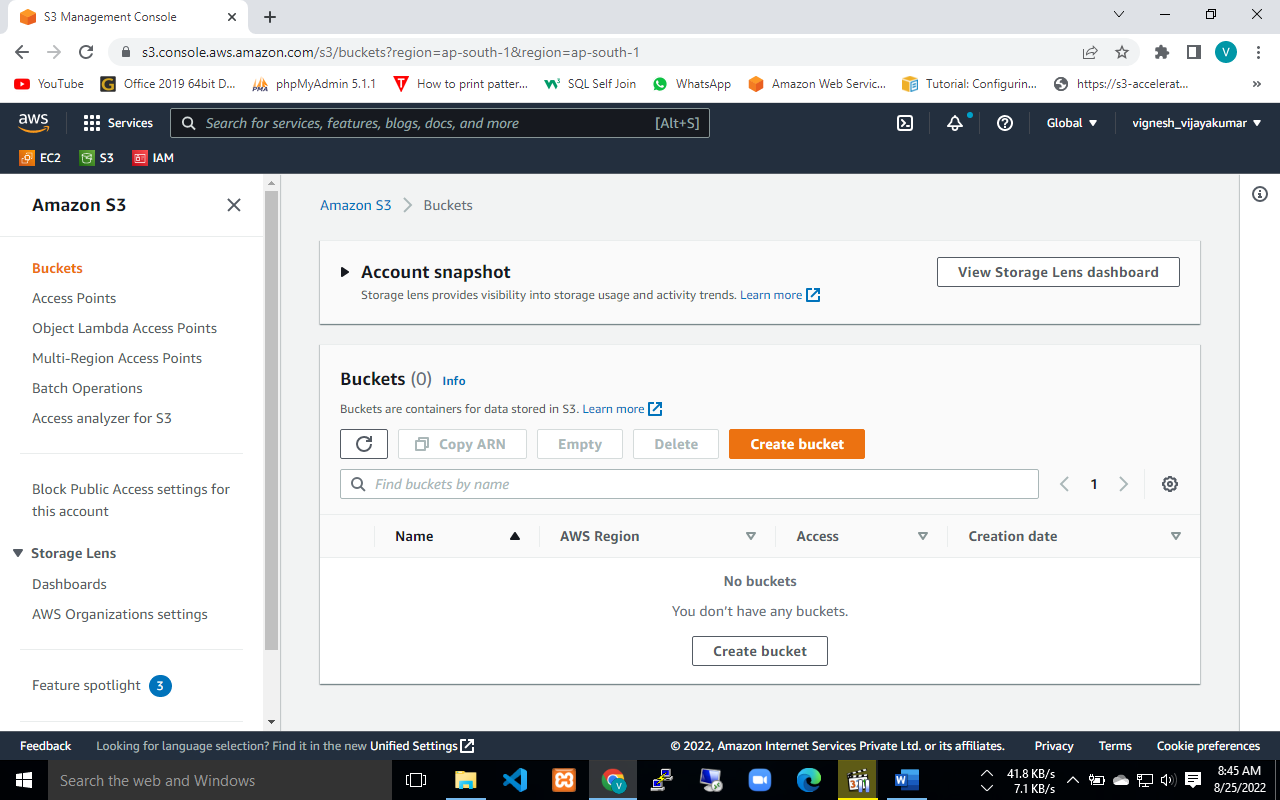 S3 Management Console
s3.console.aws.amazon.com/s3/buckets?region=ap-south-1&region=ap-south-1
V
YouTube
Office 2019 64bit D...
phpMyAdmin 5.1.1
How to print patter...
SQL Self Join
WhatsApp
Amazon Web Servic...
Tutorial: Configurin...
https://s3-accelerat...
»
aws
Services
Search for services, features, blogs, docs, and more
[Alt+S]
Global
vignesh_vijayakumar
EC2
S3
IAM
Amazon S3
Buckets
Access Points
Object Lambda Access Points
Multi-Region Access Points
Batch Operations
Access analyzer for S3
Block Public Access settings for
this account
Storage Lens
Dashboards
AWS Organizations settings
Feature spotlight 3
Amazon S3 > Buckets
Account snapshot
Storage lens provides visibility into storage usage and activity trends. Learn more
View Storage Lens dashboard
Buckets (0) Info
Buckets are containers for data stored in S3. Learn more
Copy ARN
Empty
Delete
Create bucket
Find buckets by name
1
Name
AWS Region
Access
Creation date
No buckets
You don't have any buckets.
Create bucket
Feedback
Looking for language selection? Find it in the new Unified Settings
© 2022, Amazon Internet Services Private Ltd. or its affiliates.
Privacy
Terms
Cookie preferences
Search the web and Windows
41.8 KB/s
7.1 KB/s
8:45 AM
8/25/2022